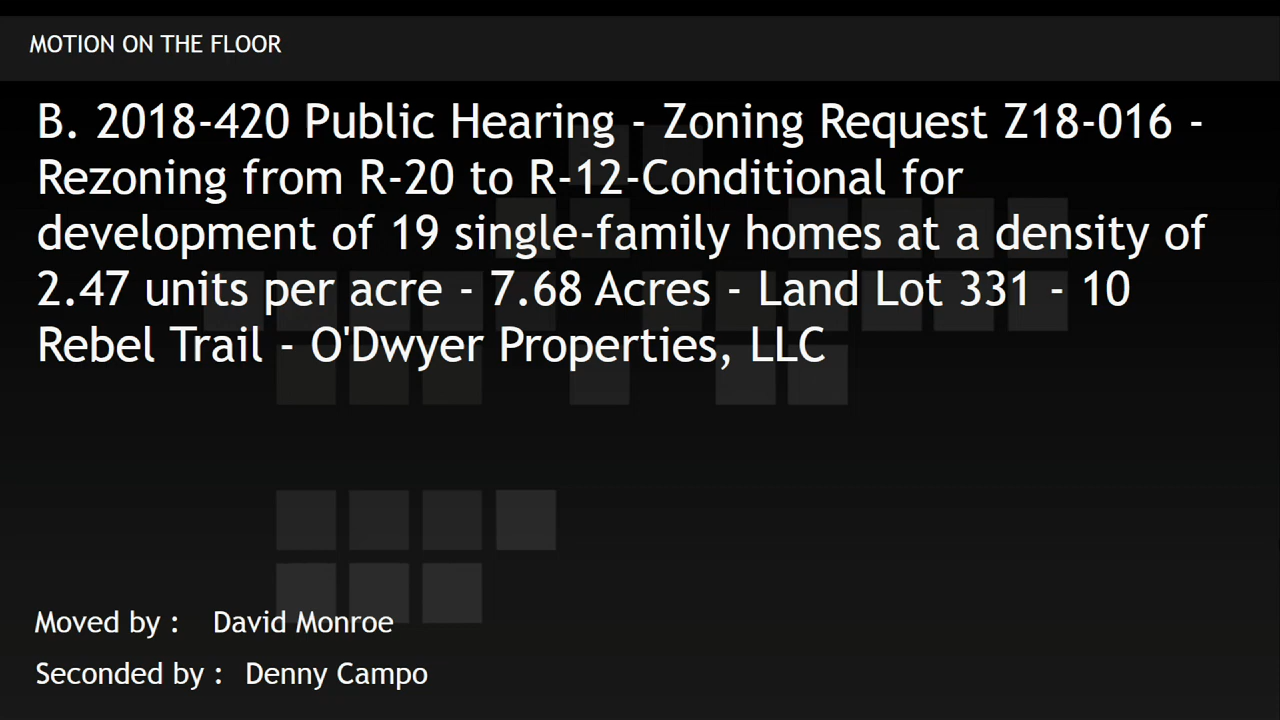 MOTION ON THE FLOOR
B. 2018-420 Public Hearing - Zoning Request Z18-016 -
Rezoning from R-20 to R-12-Conditional for
development of 19 single-family homes at a density of
2.47 units per acre - 7.68 Acres - Land Lot 331 - 10
Rebel Trail - O'Dwyer Properties, LLC
Moved by : David Monroe
Seconded by : Denny Campo